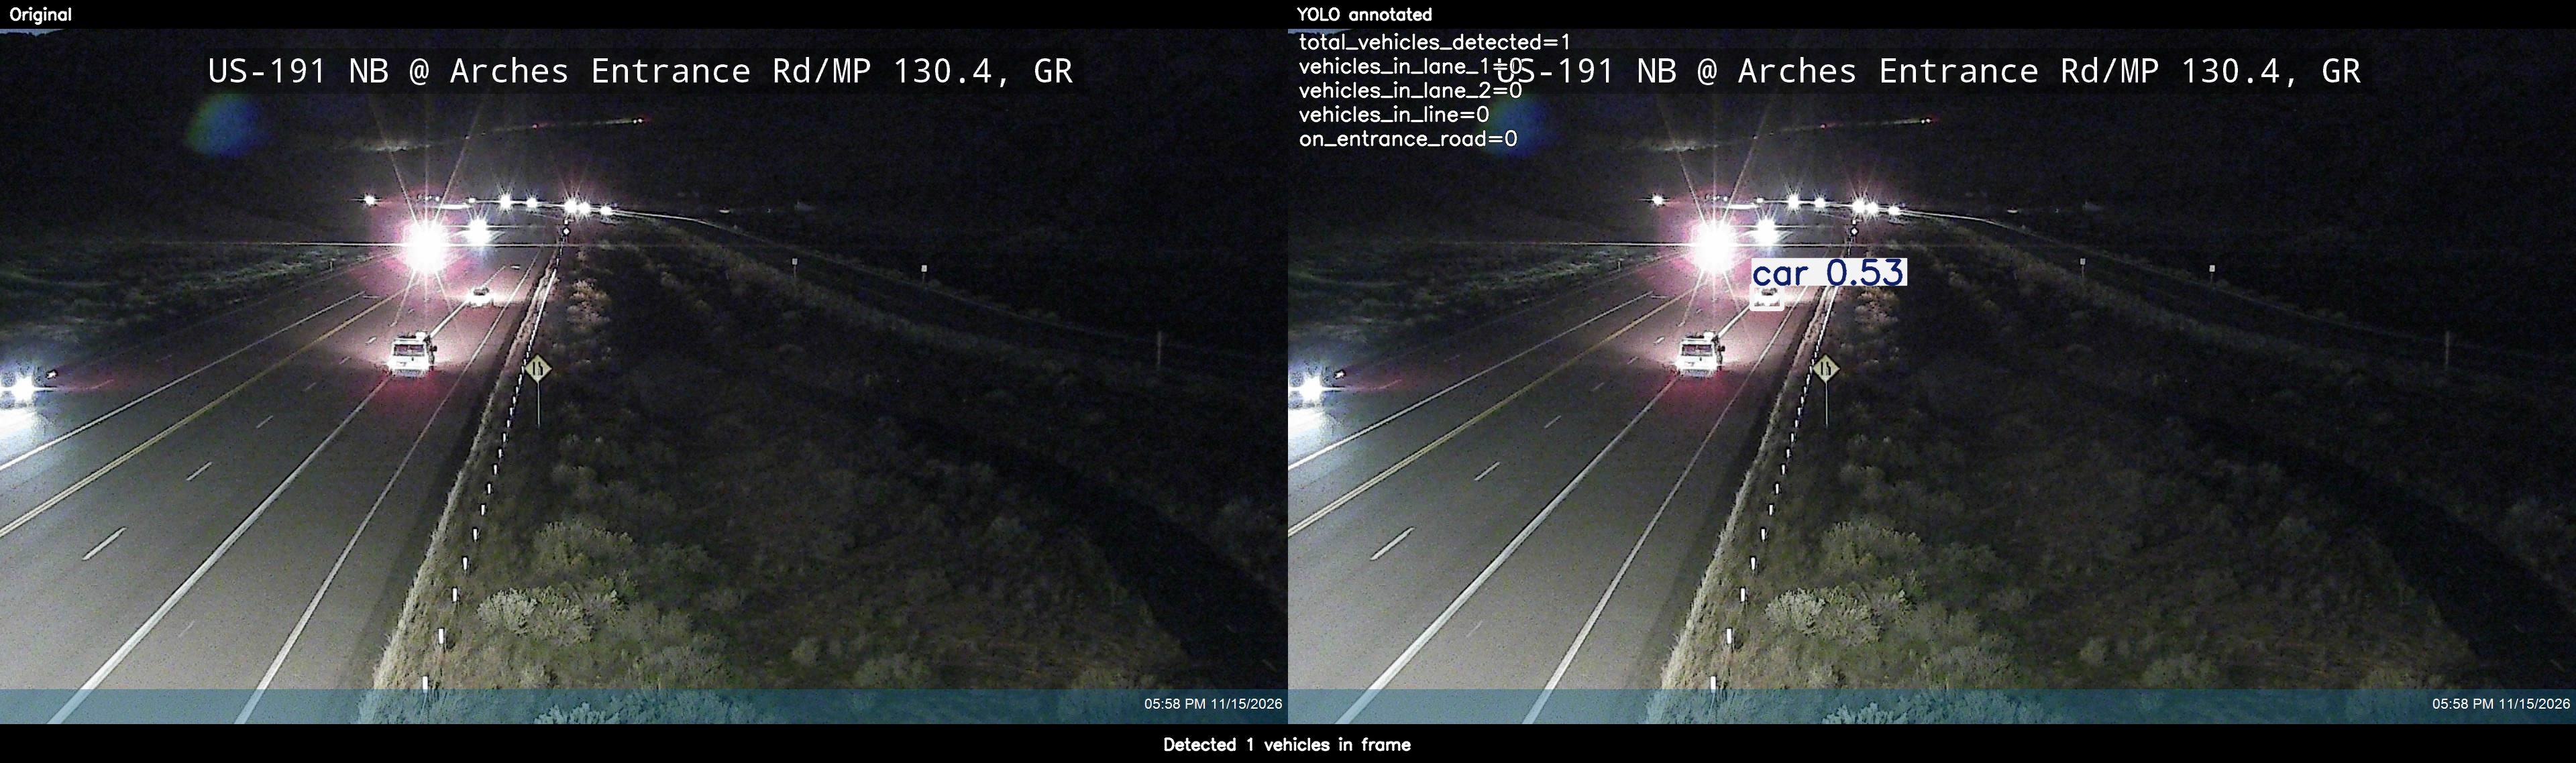 Original
US-191 NB @ Arches Entrance Rd/MP 130.4, GR
05:58 PM 11/15/2026
YOLO annotated
total_vehicles_detected=1
vehicles_in_lane_1=0
US-191 NB @ Arches Entrance Rd/MP 130.4, GR
vehicles_in_lane_2=0
vehicles_in_line=0
on_entrance_road=0
car 0.53
05:58 PM 11/15/2026
Detected 1 vehicles in frame